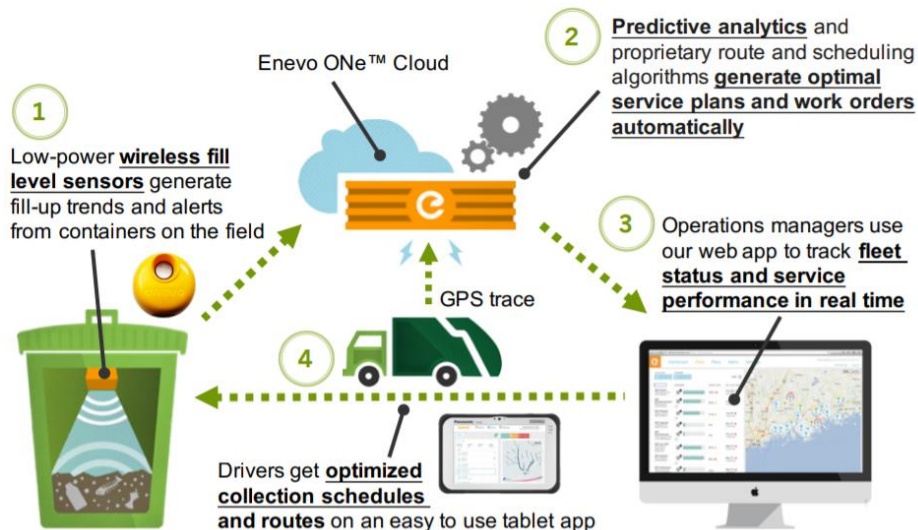 Enevo ONe™ Cloud
1
Low-power wireless fill
level sensors generate
fill-up trends and alerts
from containers on the field
2
Predictive analytics and
proprietary route and scheduling
algorithms generate optimal
service plans and work orders
automatically
3
Operations managers use
our web app to track fleet
status and service
performance in real time
GPS trace
4
Drivers get optimized
collection schedules
and routes on an easy to use tablet app